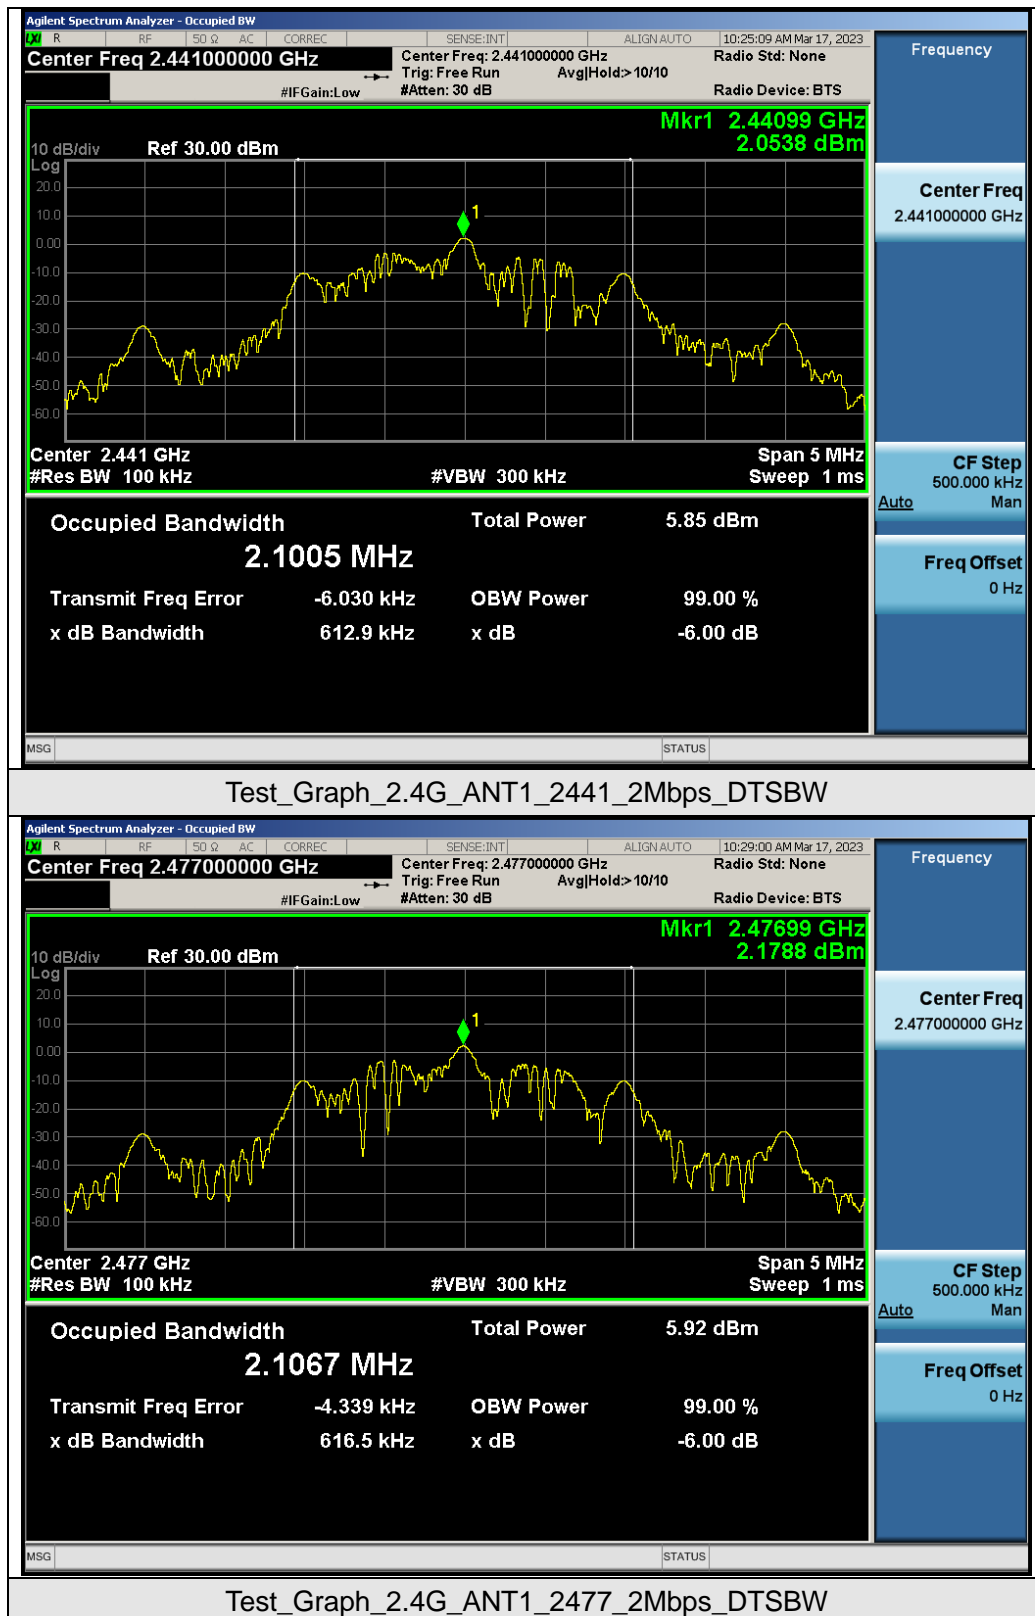 Agilent Spectrum Analyzer - Occupied BW
LXI R RF 50 Ω AC CORREC SENSE:INT ALIGN AUTO 10:25:09 AM Mar 17, 2023
Center Freq 2.441000000 GHz Center Freq: 2.441000000 GHz Radio Std: None Frequency
Trig: Free Run Avg|Hold:>10/10
#IFGain:Low #Atten: 30 dB Radio Device: BTS
Mkr1 2.44099 GHz
10 dB/div Ref 30.00 dBm 2.0538 dBm
Log
20.0
10.0
0.00
-10.0
-20.0
-30.0
-40.0
-50.0
-60.0
1
Center 2.441 GHz Span 5 MHz
#Res BW 100 kHz #VBW 300 kHz Sweep 1 ms
Occupied Bandwidth Total Power 5.85 dBm
2.1005 MHz
Transmit Freq Error -6.030 kHz OBW Power 99.00 %
x dB Bandwidth 612.9 kHz x dB -6.00 dB
Center Freq
2.441000000 GHz
CF Step
500.000 kHz
Auto Man
Freq Offset
0 Hz
MSG STATUS
Test_Graph_2.4G_ANT1_2441_2Mbps_DTSBW
Agilent Spectrum Analyzer - Occupied BW
LXI R RF 50 Ω AC CORREC SENSE:INT ALIGN AUTO 10:29:00 AM Mar 17, 2023
Center Freq 2.477000000 GHz Center Freq: 2.477000000 GHz Radio Std: None Frequency
Trig: Free Run Avg|Hold:>10/10
#IFGain:Low #Atten: 30 dB Radio Device: BTS
Mkr1 2.47699 GHz
10 dB/div Ref 30.00 dBm 2.1788 dBm
Log
20.0
10.0
0.00
-10.0
-20.0
-30.0
-40.0
-50.0
-60.0
1
Center 2.477 GHz Span 5 MHz
#Res BW 100 kHz #VBW 300 kHz Sweep 1 ms
Occupied Bandwidth Total Power 5.92 dBm
2.1067 MHz
Transmit Freq Error -4.339 kHz OBW Power 99.00 %
x dB Bandwidth 616.5 kHz x dB -6.00 dB
Center Freq
2.477000000 GHz
CF Step
500.000 kHz
Auto Man
Freq Offset
0 Hz
MSG STATUS
Test_Graph_2.4G_ANT1_2477_2Mbps_DTSBW